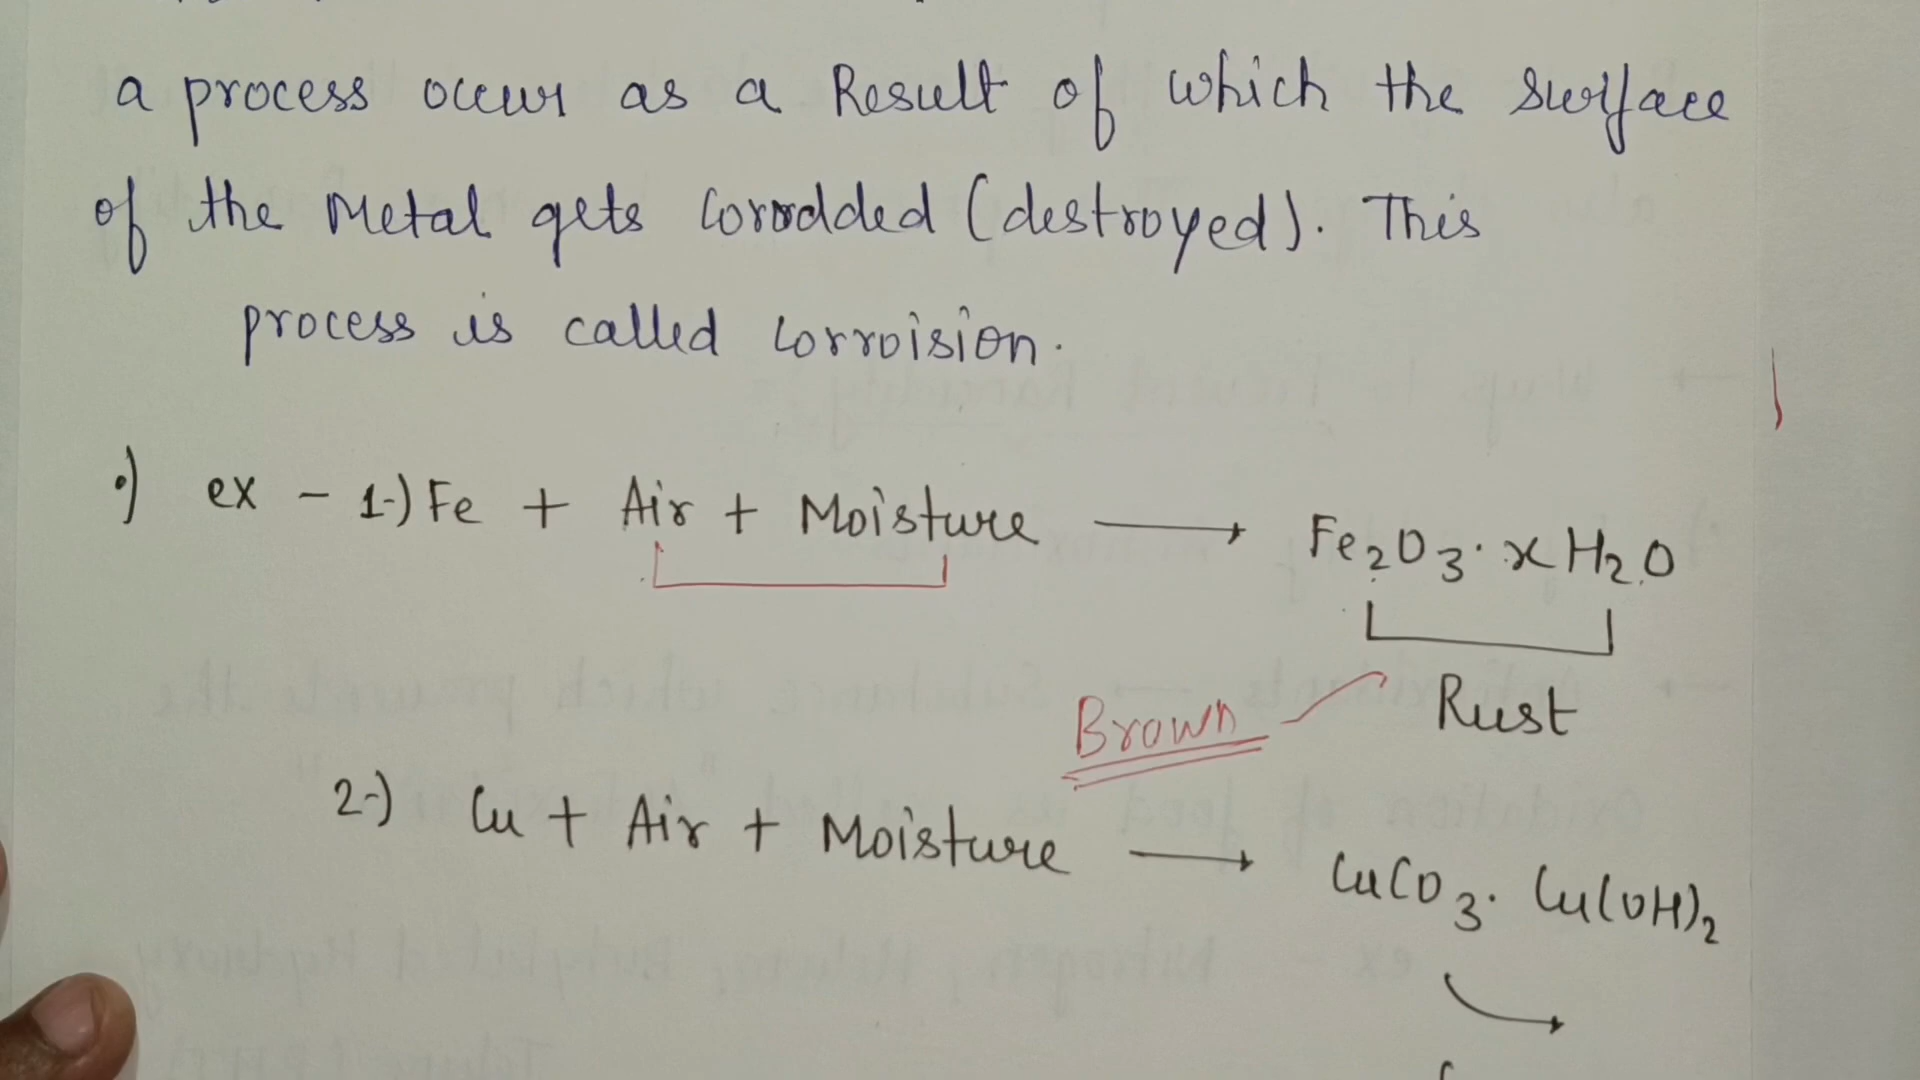 a process occur as a Result of which the surface
of the Metal gets corrodded (destroyed). This
process is called corroision.
•) ex - 1-) Fe + Air + Moisture ⟶ Fe₂O₃·xH₂O
Rust
Brown
2-) Cu + Air + Moisture ⟶ CuCO₃·Cu(OH)₂